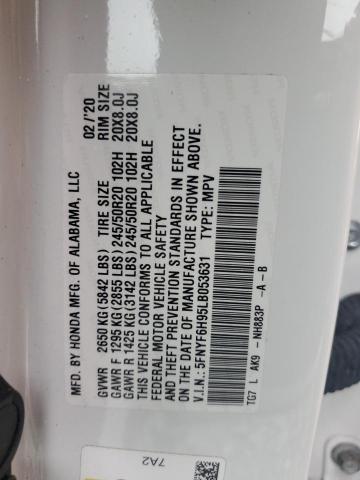 MFD. BY HONDA MFG. OF ALABAMA, LLC 02/'20
GVWR 2650 KG(5842 LBS) TIRE SIZE RIM SIZE
GAWR F 1295 KG(2855 LBS)245/50R20 102H 20X8.0J
GAWR R 1425 KG(3142 LBS)245/50R20 102H 20X8.0J
THIS VEHICLE CONFORMS TO ALL APPLICABLE
FEDERAL MOTOR VEHICLE SAFETY
AND THEFT PREVENTION STANDARDS IN EFFECT
ON THE DATE OF MANUFACTURE SHOWN ABOVE.
V.I.N.: 5FNYF6H95LB053631 TYPE: MPV
TG7 L AK9 - NH883P - A - B
7A2